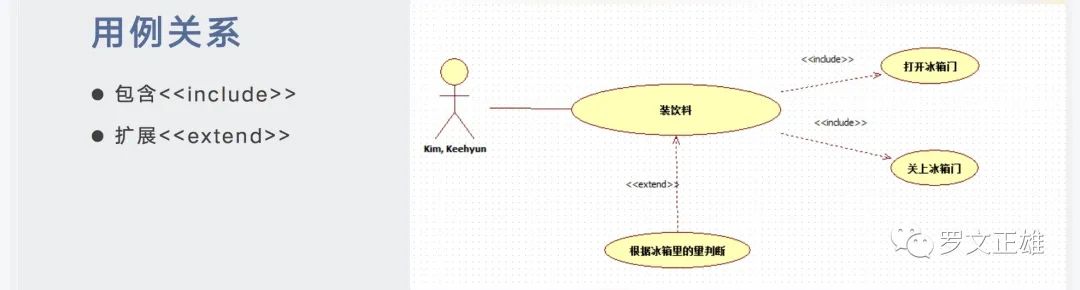 用例关系
包含<<include>>
扩展<<extend>>
<<include>>
打开冰箱门
装饮料
<<include>>
Kim, Keehyun
关上冰箱门
<<extend>>
根据冰箱里的里判断
罗文正雄